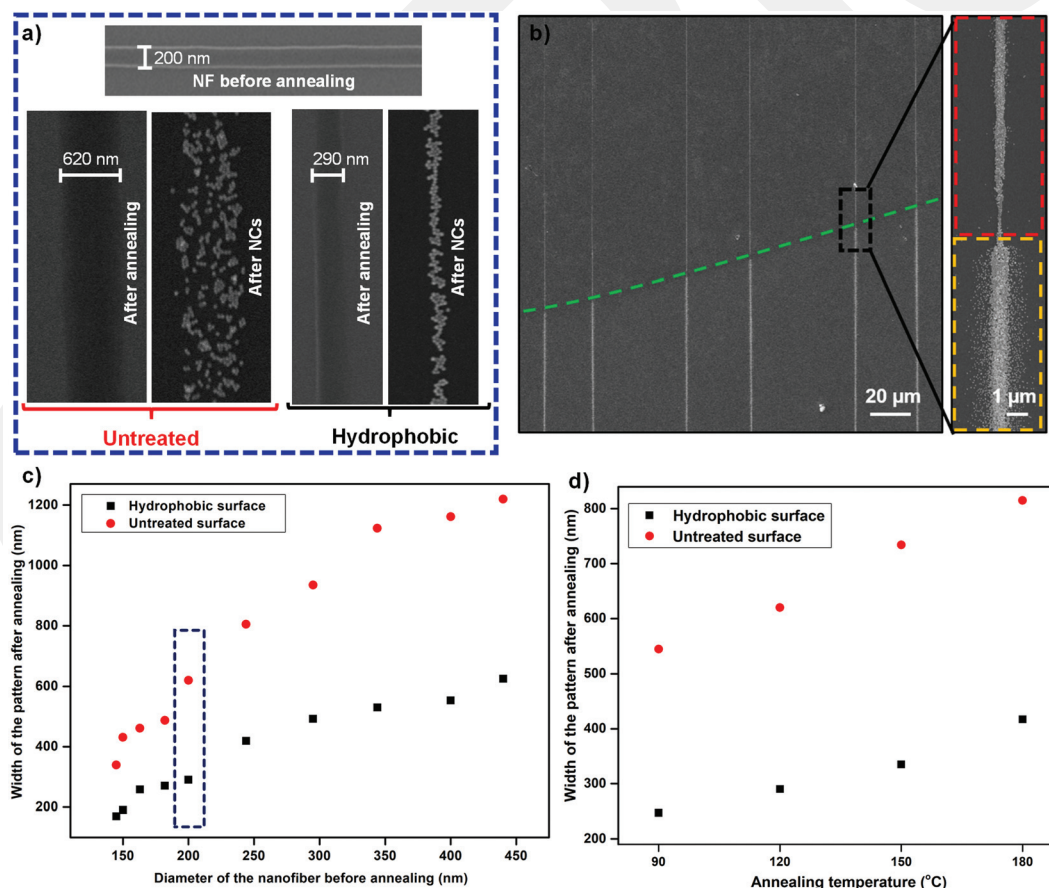 a)
200 nm
NF before annealing
620 nm
After annealing
After NCs
290 nm
After annealing
After NCs
Untreated
Hydrophobic
b)
20 µm
1 µm
c)
Hydrophobic surface
Untreated surface
Width of the pattern after annealing (nm)
1200
1000
800
600
400
200
150
200
250
300
350
400
450
Diameter of the nanofiber before annealing (nm)
d)
Hydrophobic surface
Untreated surface
Width of the pattern after annealing (nm)
800
700
600
500
400
300
200
90
120
150
180
Annealing temperature (°C)